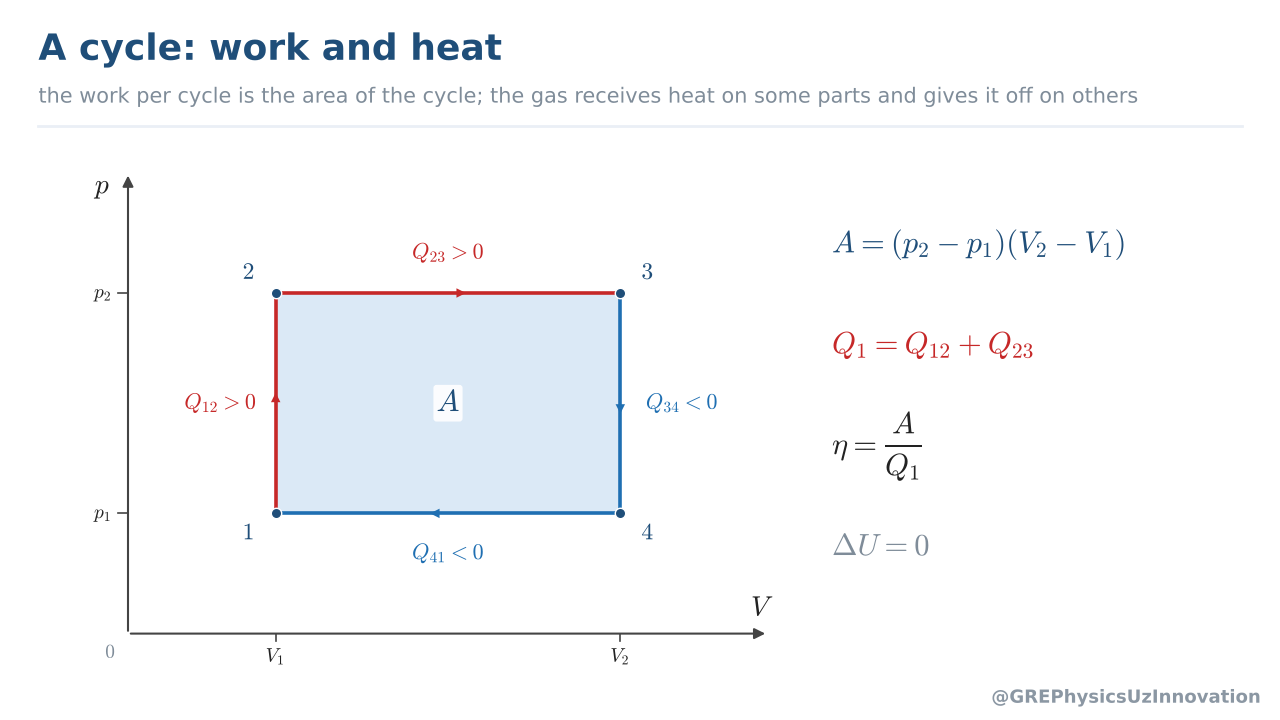 A cycle: work and heat
the work per cycle is the area of the cycle; the gas receives heat on some parts and gives it off on others
p
Q₂₃ > 0
2
3
p₂
A = (p₂ − p₁)(V₂ − V₁)
Q₁ = Q₁₂ + Q₂₃
Q₁₂ > 0
A
Q₃₄ < 0
η = A / Q₁
p₁
1
4
Q₄₁ < 0
ΔU = 0
V
0
V₁
V₂
@GREPhysicsUzInnovation